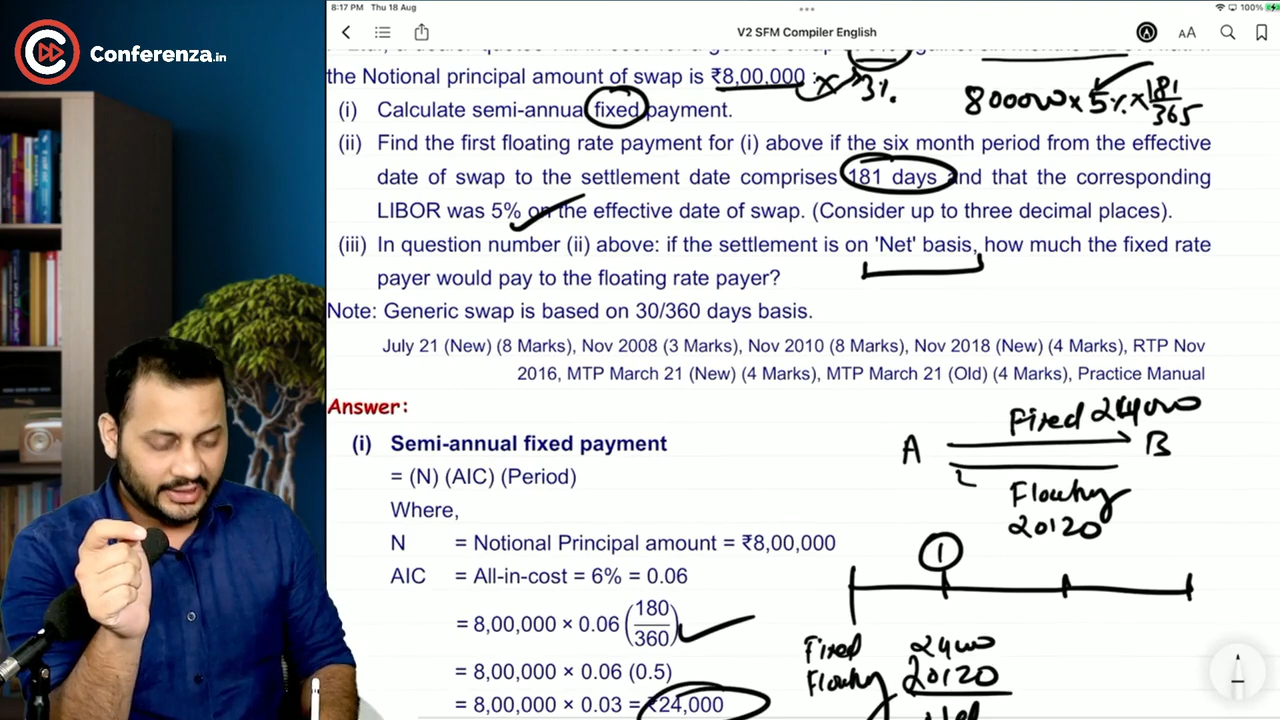 8:17 PM Thu 18 Aug
100%
V2 SFM Compiler English
AA
Conferenza.in
the Notional principal amount of swap is ₹8,00,000 :
x 3%.
800000 x 5% x 181/365
(i) Calculate semi-annual fixed payment.
(ii) Find the first floating rate payment for (i) above if the six month period from the effective
date of swap to the settlement date comprises 181 days and that the corresponding
LIBOR was 5% on the effective date of swap. (Consider up to three decimal places).
(iii) In question number (ii) above: if the settlement is on 'Net' basis, how much the fixed rate
payer would pay to the floating rate payer?
Note: Generic swap is based on 30/360 days basis.
July 21 (New) (8 Marks), Nov 2008 (3 Marks), Nov 2010 (8 Marks), Nov 2018 (New) (4 Marks), RTP Nov
2016, MTP March 21 (New) (4 Marks), MTP March 21 (Old) (4 Marks), Practice Manual
Answer:
Fixed 24000
A B
Floating
20120
(i) Semi-annual fixed payment
= (N) (AIC) (Period)
Where,
N = Notional Principal amount = ₹8,00,000
1
AIC = All-in-cost = 6% = 0.06
= 8,00,000 × 0.06 (180/360)
= 8,00,000 × 0.06 (0.5)
= 8,00,000 × 0.03 = ₹24,000
Fixed 24000
Floating 20120